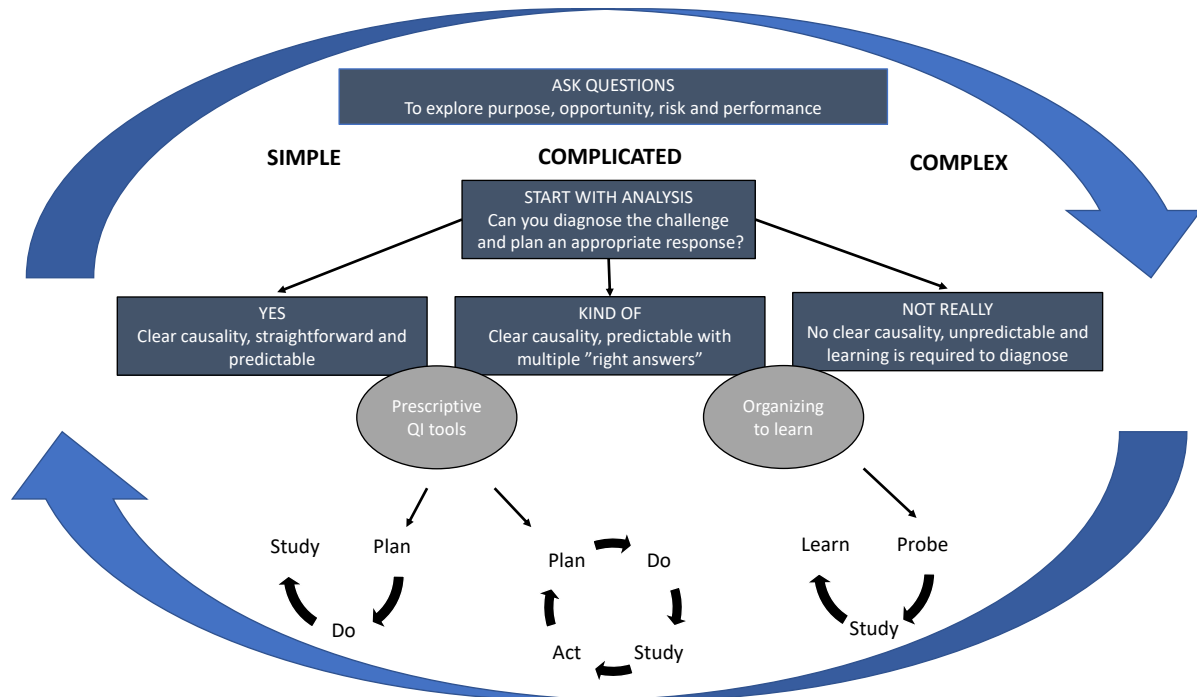 ASK QUESTIONS
To explore purpose, opportunity, risk and performance
SIMPLE
COMPLICATED
COMPLEX
START WITH ANALYSIS
Can you diagnose the challenge
and plan an appropriate response?
YES
Clear causality, straightforward and
predictable
KIND OF
Clear causality, predictable with
multiple ”right answers”
NOT REALLY
No clear causality, unpredictable and
learning is required to diagnose
Prescriptive
QI tools
Organizing
to learn
Study
Plan
Do
Plan
Do
Act
Study
Learn
Probe
Study